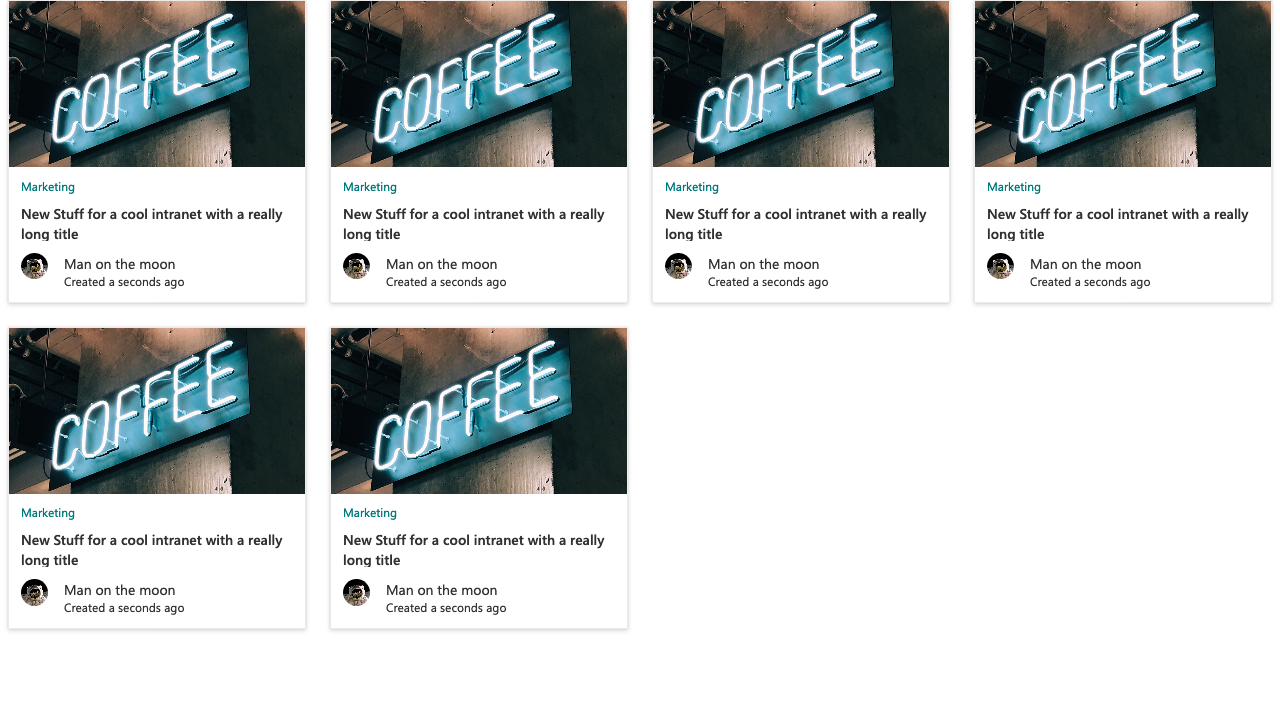 COFFEE
COFFEE
COFFEE
COFFEE
Marketing
Marketing
Marketing
Marketing
New Stuff for a cool intranet with a really
long title
New Stuff for a cool intranet with a really
long title
New Stuff for a cool intranet with a really
long title
New Stuff for a cool intranet with a really
long title
Man on the moon
Created a seconds ago
Man on the moon
Created a seconds ago
Man on the moon
Created a seconds ago
Man on the moon
Created a seconds ago
COFFEE
COFFEE
Marketing
Marketing
New Stuff for a cool intranet with a really
long title
New Stuff for a cool intranet with a really
long title
Man on the moon
Created a seconds ago
Man on the moon
Created a seconds ago